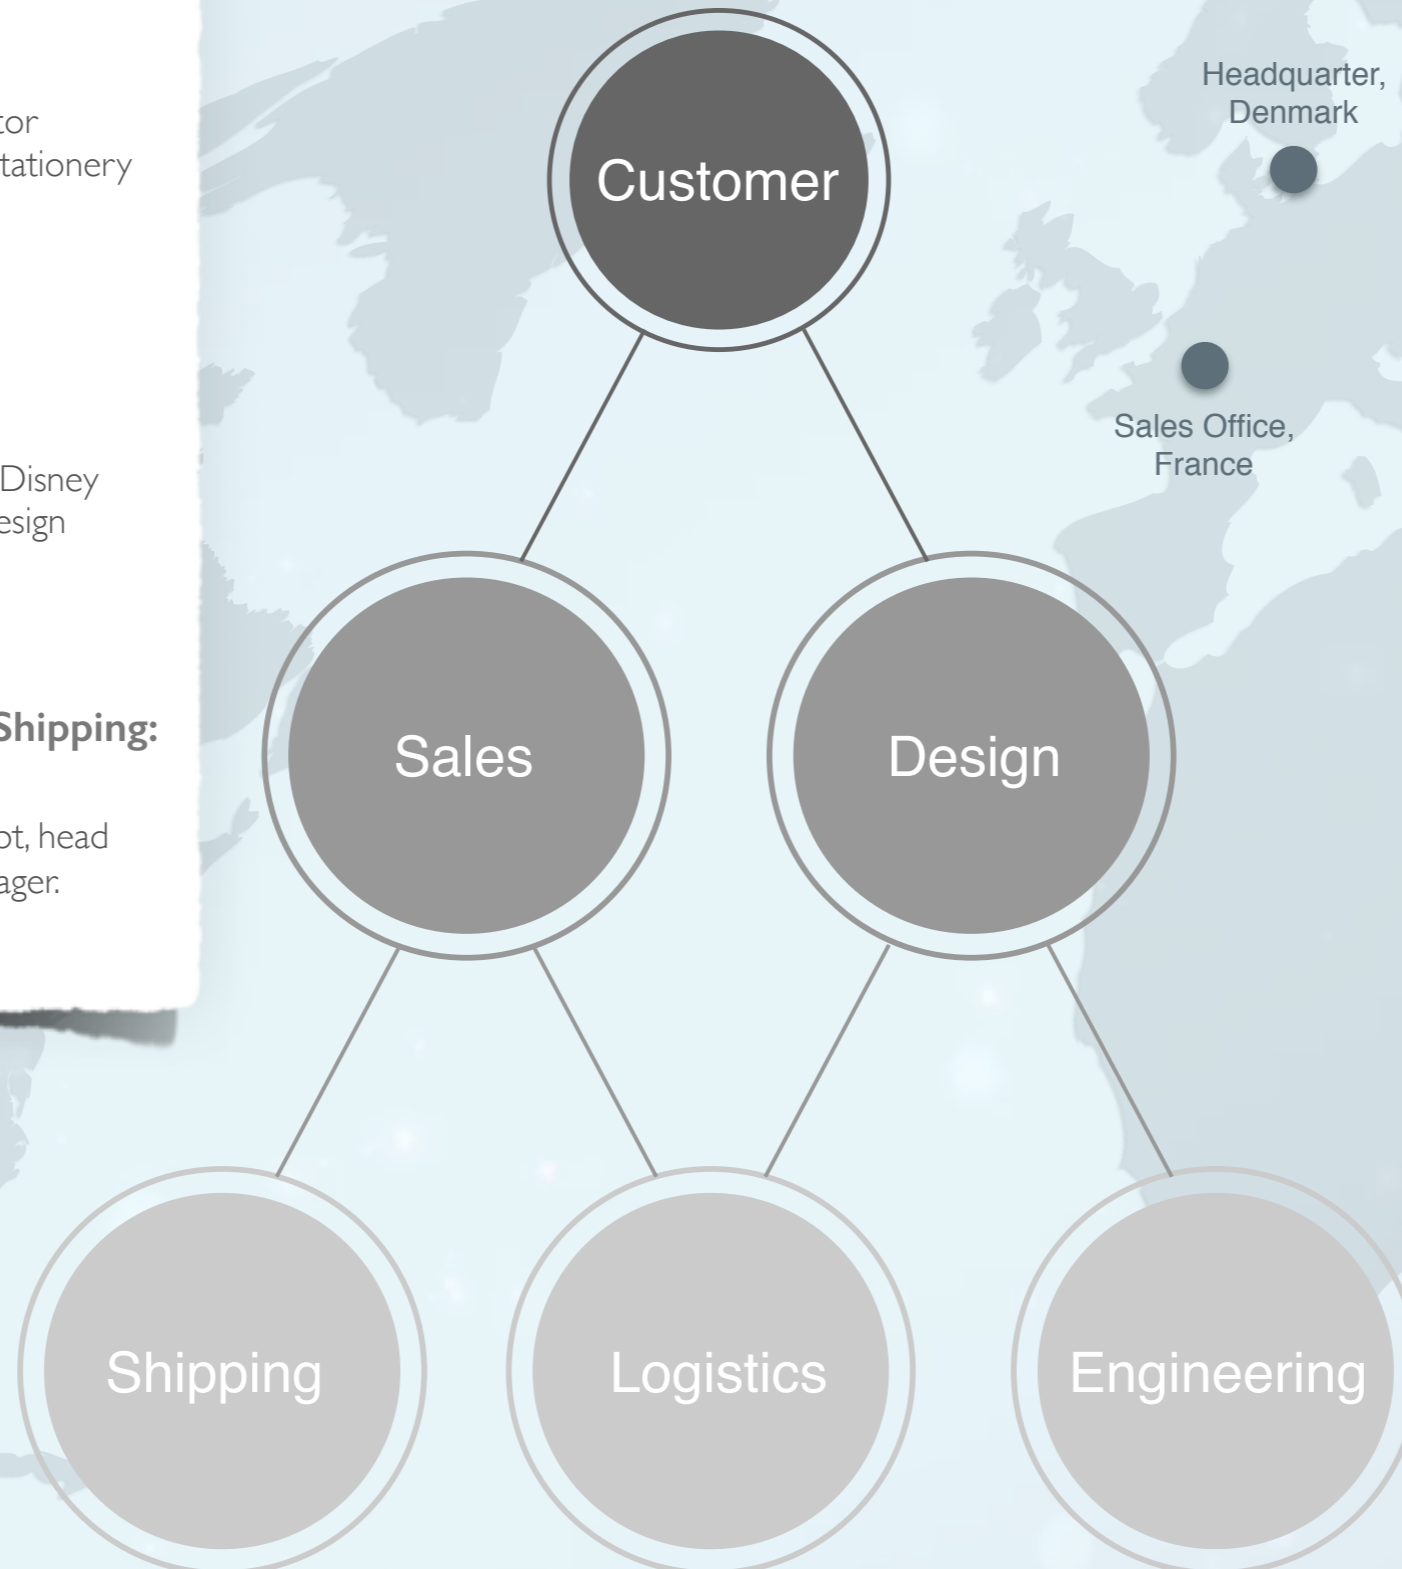 tor
tationery
Disney
esign
Shipping:
ot, head
ager.
Customer
Headquarter,
Denmark
Sales Office,
France
Sales
Design
Shipping
Logistics
Engineering